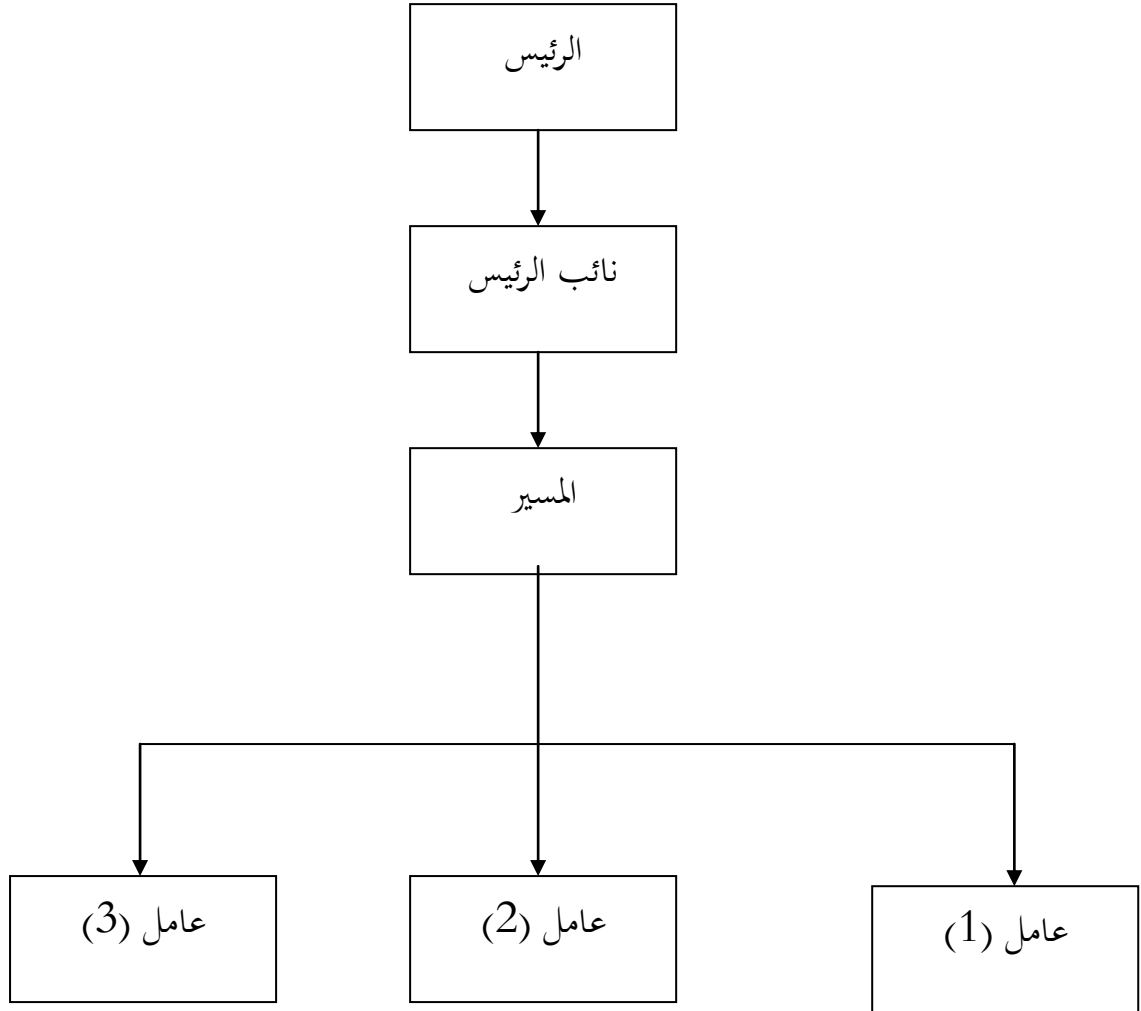 الرئيس
نائب الرئيس
المسير
عامل (1)
عامل (2)
عامل (3)